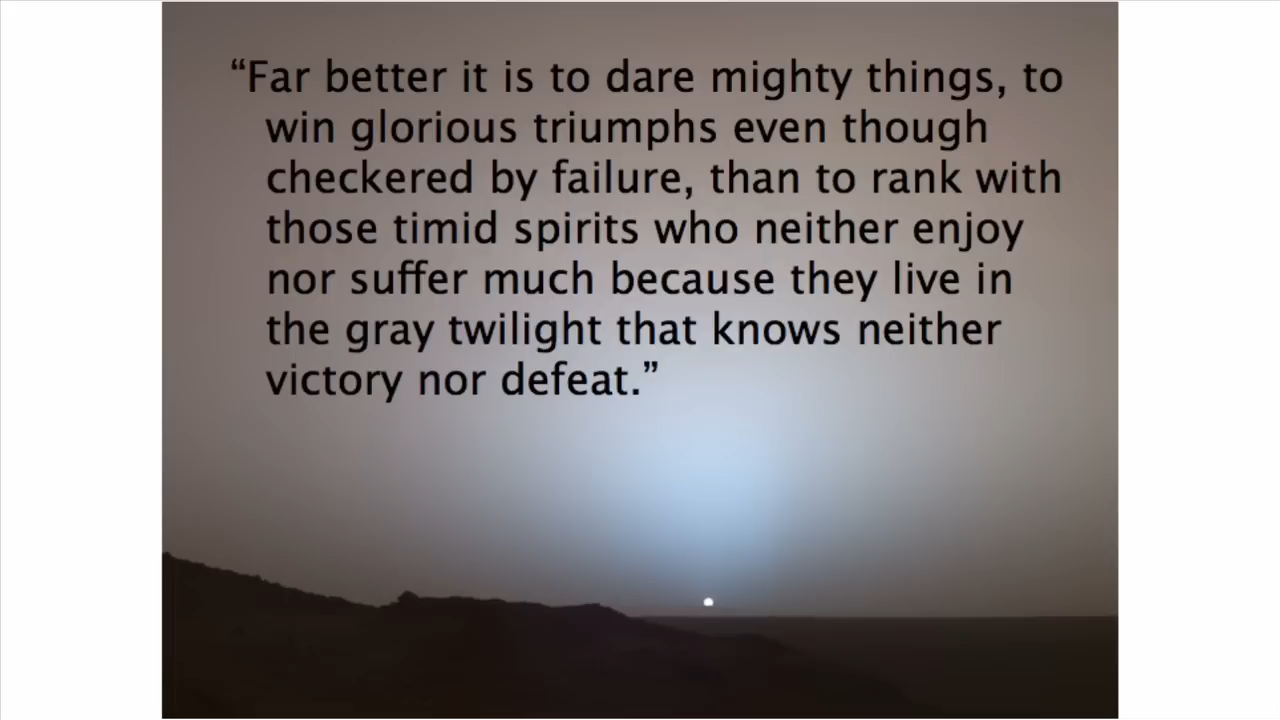 “Far better it is to dare mighty things, to
win glorious triumphs even though
checkered by failure, than to rank with
those timid spirits who neither enjoy
nor suffer much because they live in
the gray twilight that knows neither
victory nor defeat.”